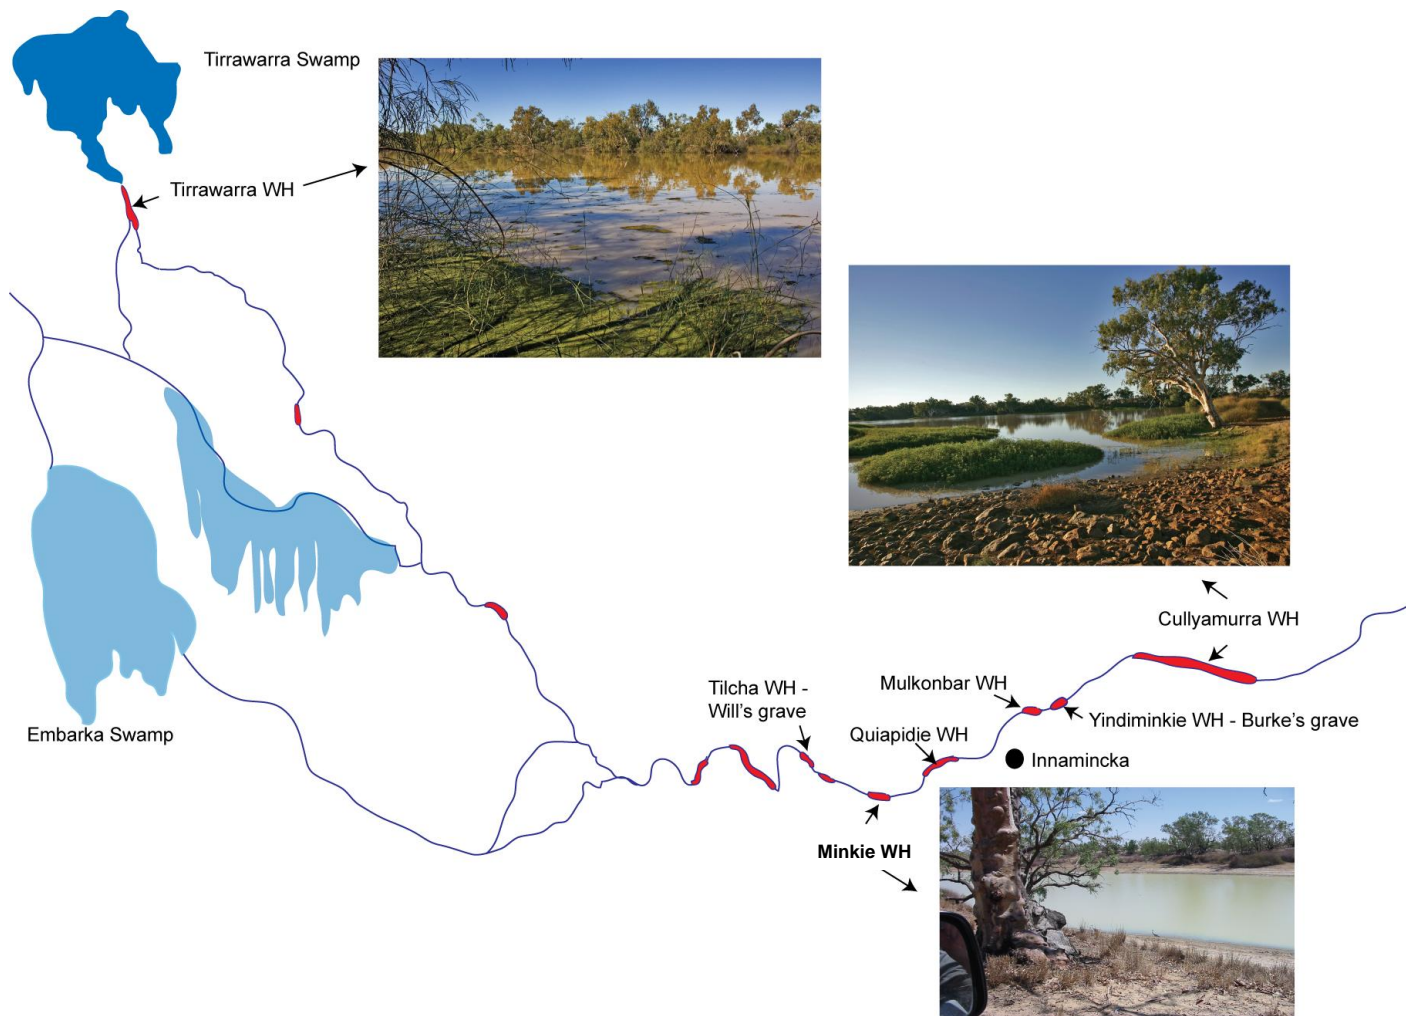 Tirrawarra Swamp
Tirrawarra WH
Cullyamurra WH
Tilcha WH -
Will's grave
Mulkonbar WH
Yindiminkie WH - Burke's grave
Quiapidie WH
Innamincka
Embarka Swamp
Minkie WH